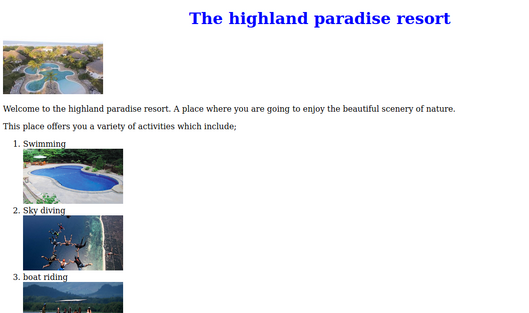 The highland paradise resort
Welcome to the highland paradise resort. A place where you are going to enjoy the beautiful scenery of nature.
This place offers you a variety of activities which include;
1. Swimming
2. Sky diving
3. boat riding